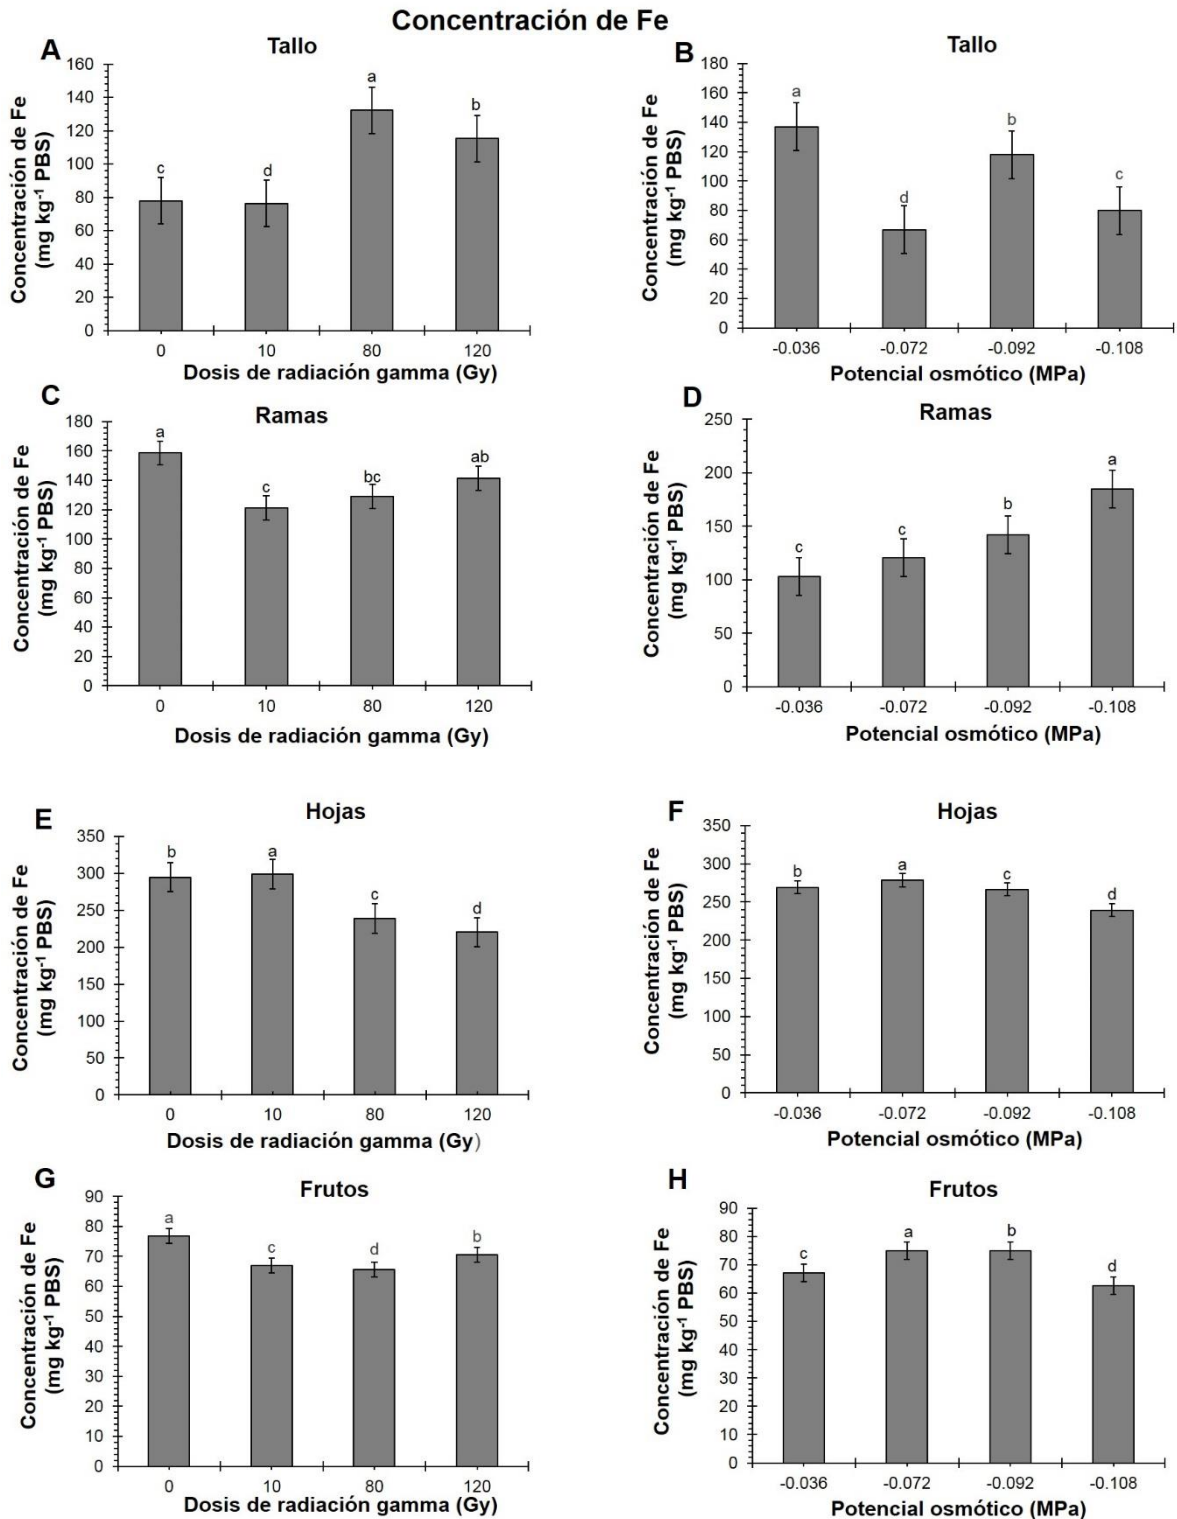 Concentración de Fe
A
Tallo
Concentración de Fe
(mg kg-1 PBS)
160
140
120
100
80
60
40
20
0
c
d
a
b
0 10 80 120
Dosis de radiación gamma (Gy)
B
Tallo
Concentración de Fe
(mg kg-1 PBS)
180
160
140
120
100
80
60
40
20
0
a
d
b
c
-0.036 -0.072 -0.092 -0.108
Potencial osmótico (MPa)
C
Ramas
Concentración de Fe
(mg kg-1 PBS)
180
160
140
120
100
80
60
40
20
0
a
c
bc
ab
0 10 80 120
Dosis de radiación gamma (Gy)
D
Ramas
Concentración de Fe
(mg kg-1 PBS)
250
200
150
100
50
0
c
c
b
a
-0.036 -0.072 -0.092 -0.108
Potencial osmótico (MPa)
E
Hojas
Concentración de Fe
(mg kg-1 PBS)
350
300
250
200
150
100
50
0
b
a
c
d
0 10 80 120
Dosis de radiación gamma (Gy)
F
Hojas
Concentración de Fe
(mg kg-1 PBS)
350
300
250
200
150
100
50
0
b
a
c
d
-0.036 -0.072 -0.092 -0.108
Potencial osmótico (MPa)
G
Frutos
Concentración de Fe
(mg kg-1 PBS)
90
80
70
60
50
40
30
20
10
0
a
c
d
b
0 10 80 120
Dosis de radiación gamma (Gy)
H
Frutos
Concentración de Fe
(mg kg-1 PBS)
90
80
70
60
50
40
30
20
10
0
c
a
b
d
-0.036 -0.072 -0.092 -0.108
Potencial osmótico (MPa)